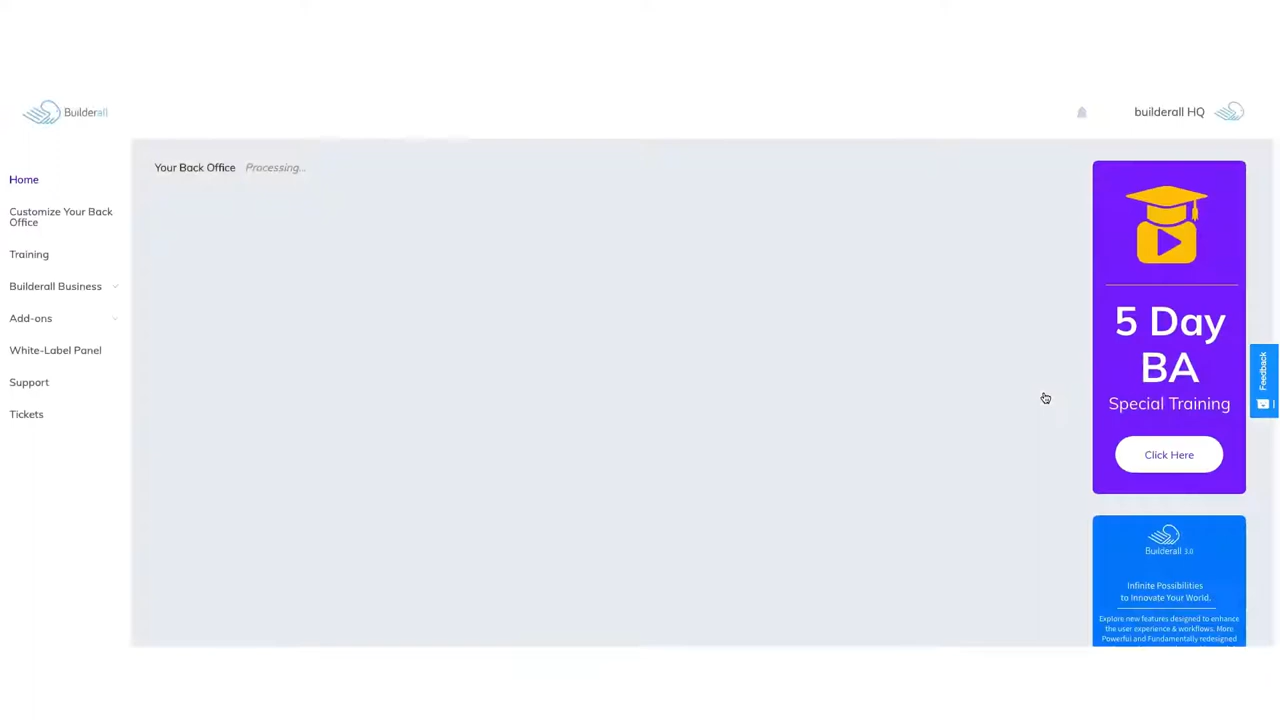 Builderall
builderall HQ
Your Back Office Processing...
Home
Customize Your Back
Office
Training
Builderall Business
Add-ons
White-Label Panel
Support
Tickets
5 Day
BA
Special Training
Click Here
Feedback
Builderall 3.0
Infinite Possibilities
to Innovate Your World.
Explore new features designed to enhance
the user experience & workflows. More
Powerful and Fundamentally redesigned